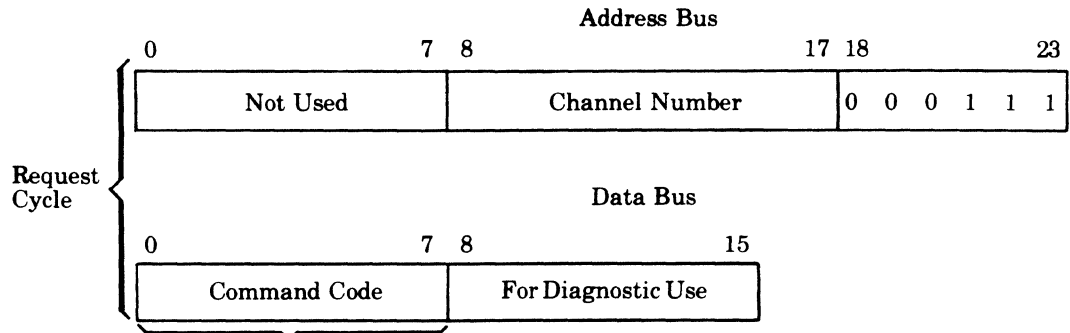 Address Bus
0 7 8 17 18 23
Not Used Channel Number 0 0 0 1 1 1
Request
Cycle
Data Bus
0 7 8 15
Command Code For Diagnostic Use